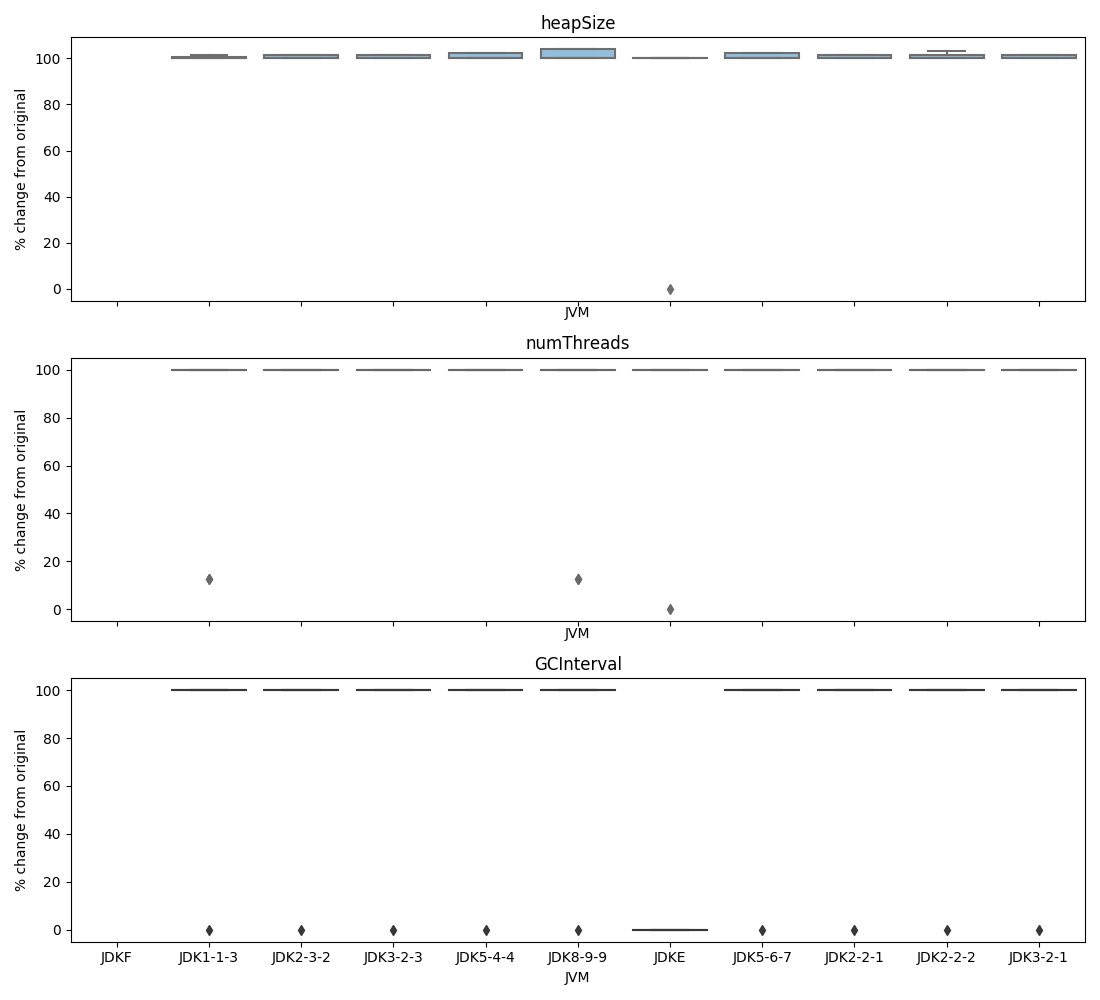 heapSize
% change from original
100
80
60
40
20
0
JVM
numThreads
% change from original
100
80
60
40
20
0
JVM
GCInterval
% change from original
100
80
60
40
20
0
JDKF JDK1-1-3 JDK2-3-2 JDK3-2-3 JDK5-4-4 JDK8-9-9 JDKE JDK5-6-7 JDK2-2-1 JDK2-2-2 JDK3-2-1
JVM